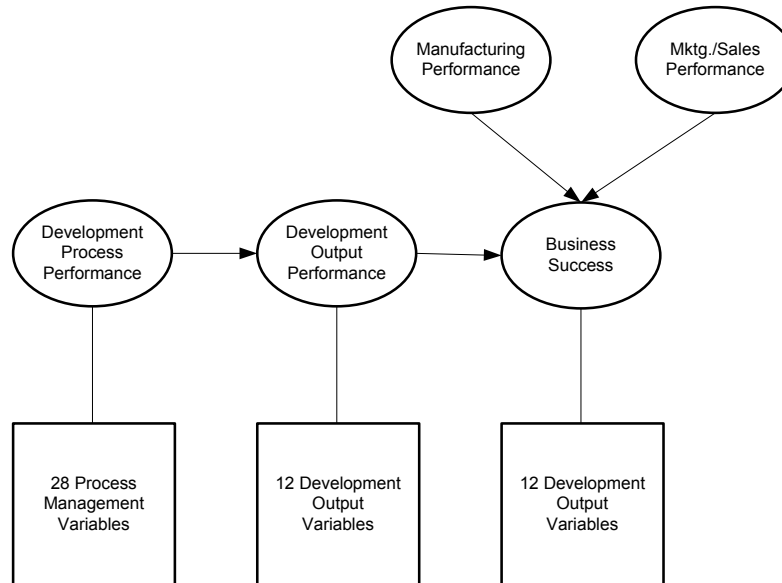 Manufacturing
Performance
Mktg./Sales
Performance
Development
Process
Performance
Development
Output
Performance
Business
Success
28 Process
Management
Variables
12 Development
Output
Variables
12 Development
Output
Variables